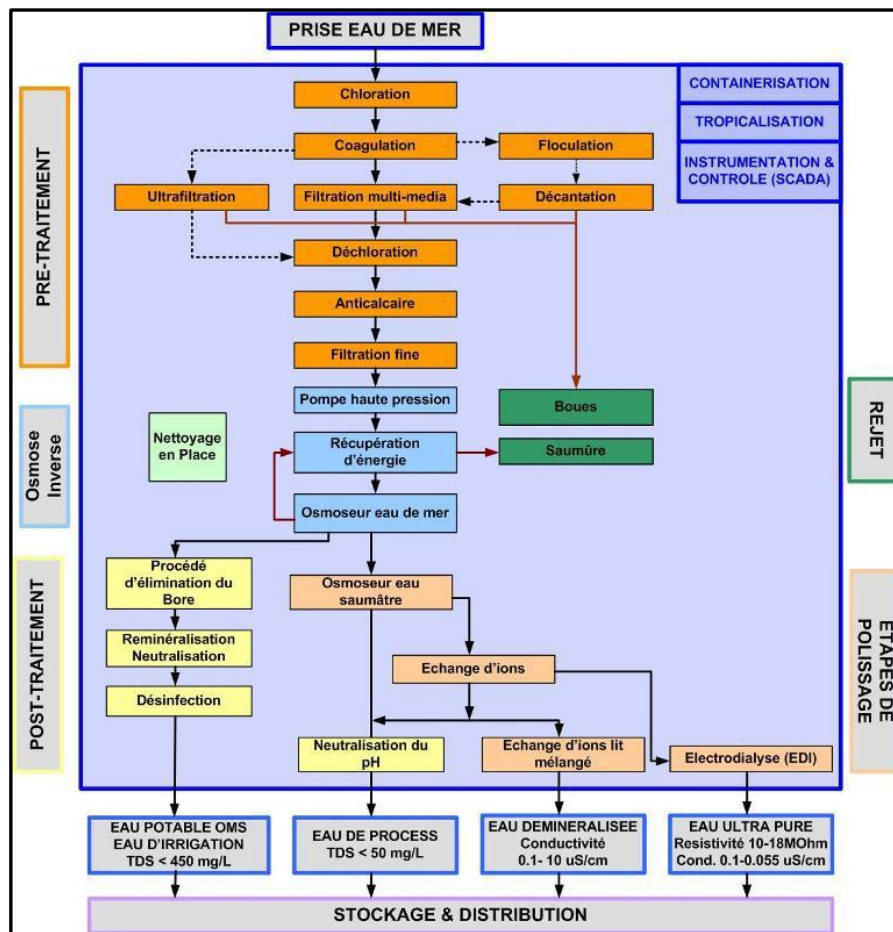 PRISE EAU DE MER
CONTAINERISATION
TROPICALISATION
INSTRUMENTATION &
CONTROLE (SCADA)
PRE-TRAITEMENT
Chloration
Coagulation
Floculation
Ultrafiltration
Filtration multi-media
Décantation
Déchloration
Anticalcaire
Filtration fine
Pompe haute pression
Boues
REJET
Osmose
Inverse
Nettoyage
en Place
Récupération
d'énergie
Saumûre
Osmoseur eau de mer
POST-TRAITEMENT
Procédé
d'élimination du
Bore
Osmoseur eau
saumâtre
ETAPES DE
POLISSAGE
Reminéralisation
Neutralisation
Echange d'ions
Désinfection
Neutralisation du
pH
Echange d'ions lit
mélangé
Electrodialyse (EDI)
EAU POTABLE OMS
EAU D'IRRIGATION
TDS < 450 mg/L
EAU DE PROCESS
TDS < 50 mg/L
EAU DEMINERALISEE
Conductivité
0.1- 10 uS/cm
EAU ULTRA PURE
Resistivité 10-18MOhm
Cond. 0.1-0.055 uS/cm
STOCKAGE & DISTRIBUTION